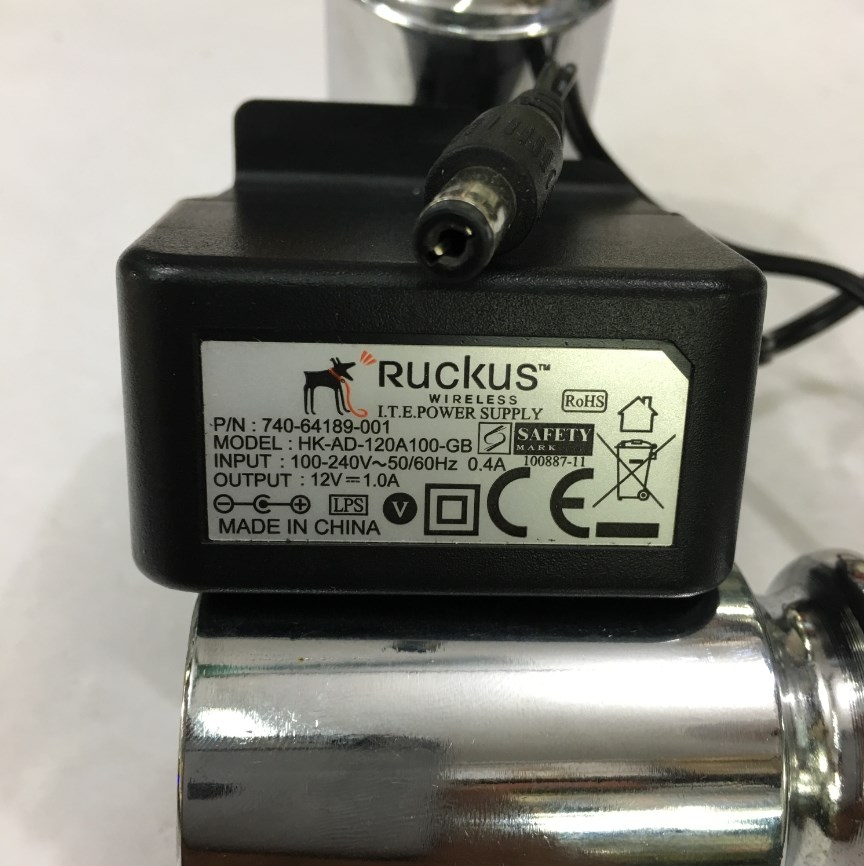 RUCKUS™
WIRELESS
I.T.E.POWER SUPPLY
RoHS
P/N : 740-64189-001
MODEL : HK-AD-120A100-GB
S SAFETY
MARK
INPUT : 100-240V~50/60Hz 0.4A
100887-11
OUTPUT : 12V⎓1.0A
LPS V CE
MADE IN CHINA